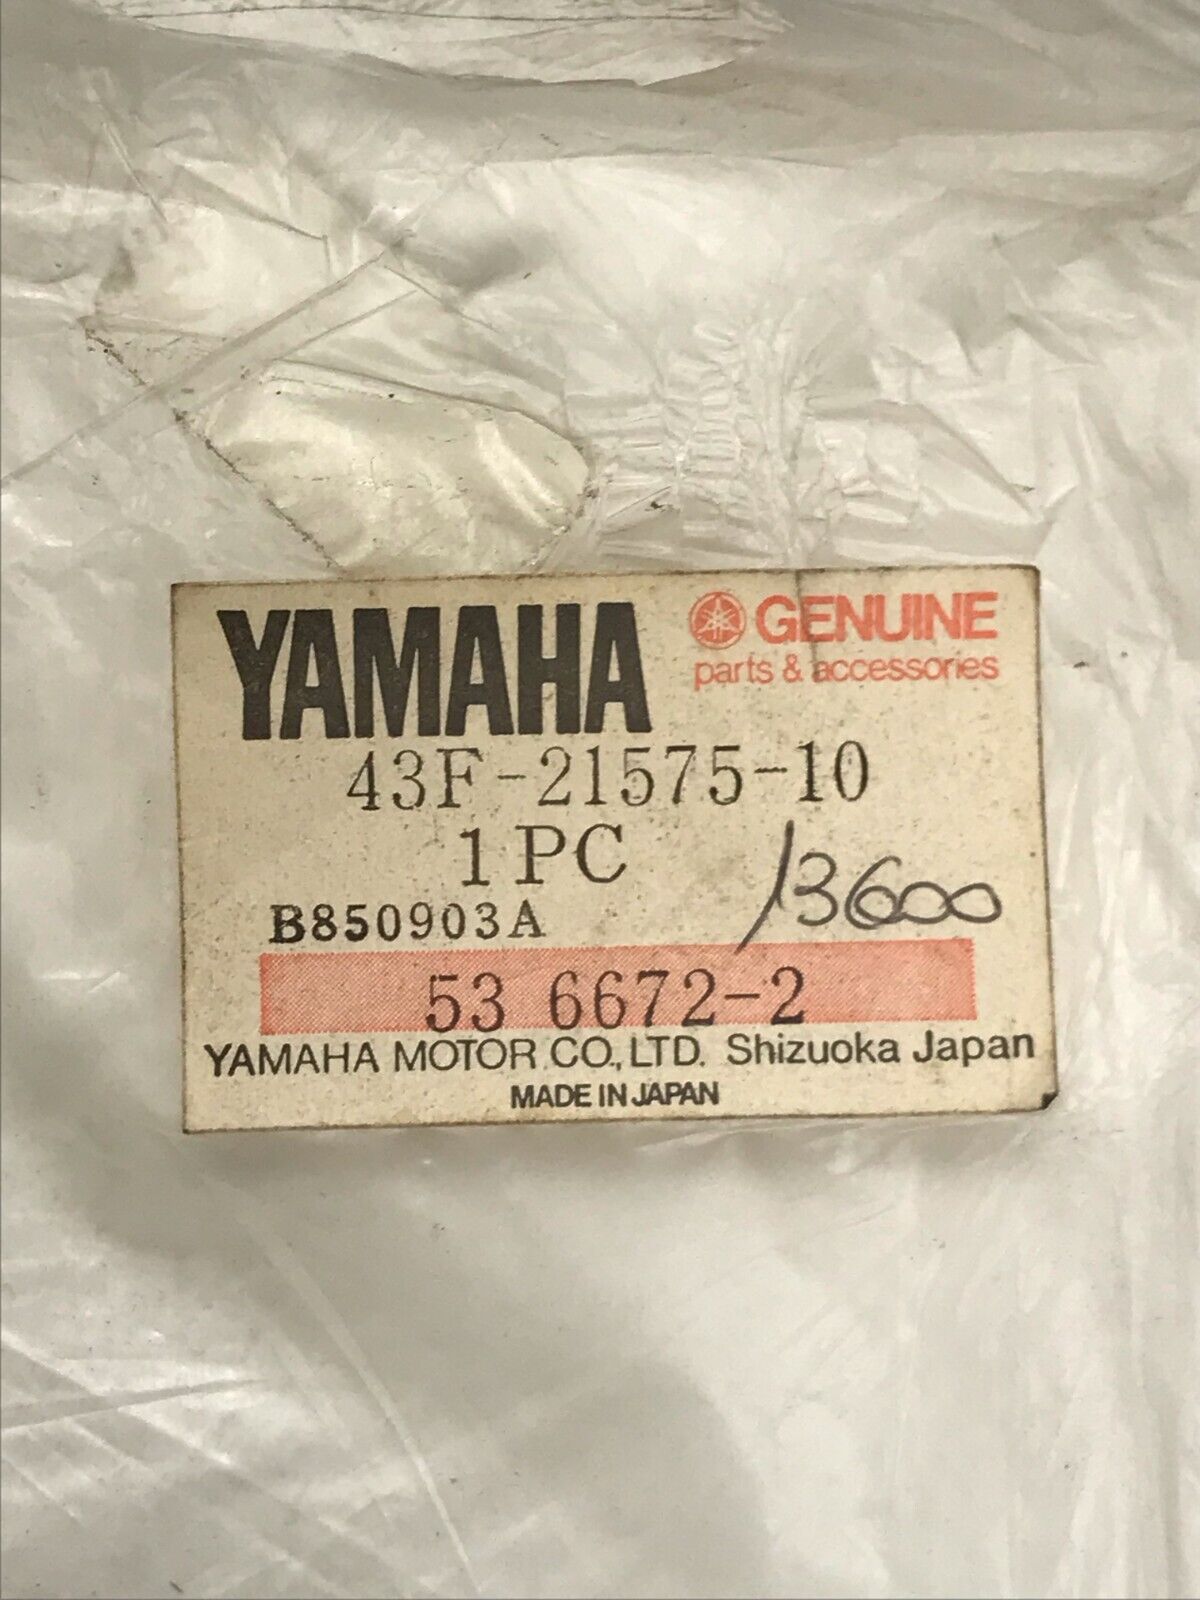 YAMAHA GENUINE
parts & accessories
43F-21575-10
1PC
13600
B850903A
53 6672-2
YAMAHA MOTOR CO.,LTD. Shizuoka Japan
MADE IN JAPAN